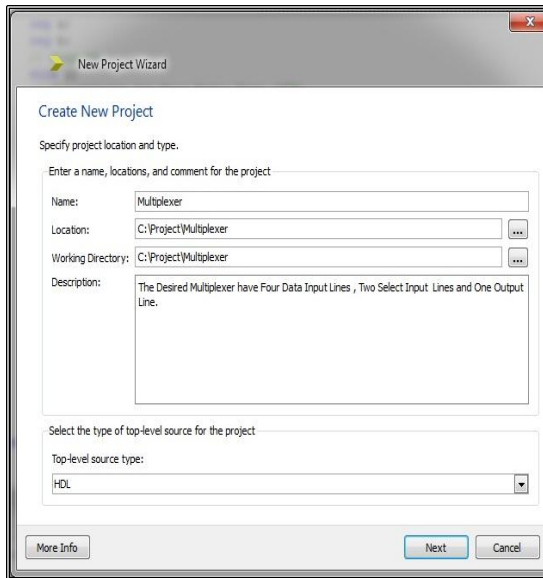 New Project Wizard
Create New Project
Specify project location and type.
Enter a name, locations, and comment for the project
Name: Multiplexer
Location: C:\Project\Multiplexer ...
Working Directory: C:\Project\Multiplexer ...
Description: The Desired Multiplexer have Four Data Input Lines , Two Select Input Lines and One Output
Line.
Select the type of top-level source for the project
Top-level source type:
HDL
More Info Next Cancel